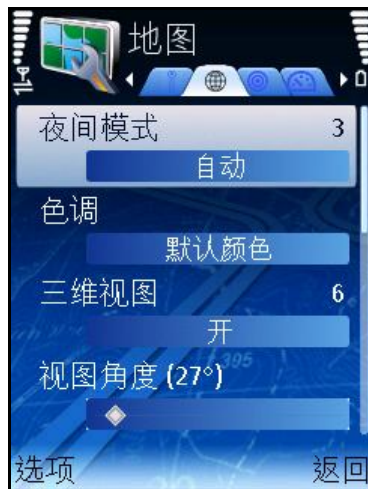 地图
夜间模式 3
自动
色调
默认颜色
三维视图 6
开
视图角度 (27°)
395
选项 返回